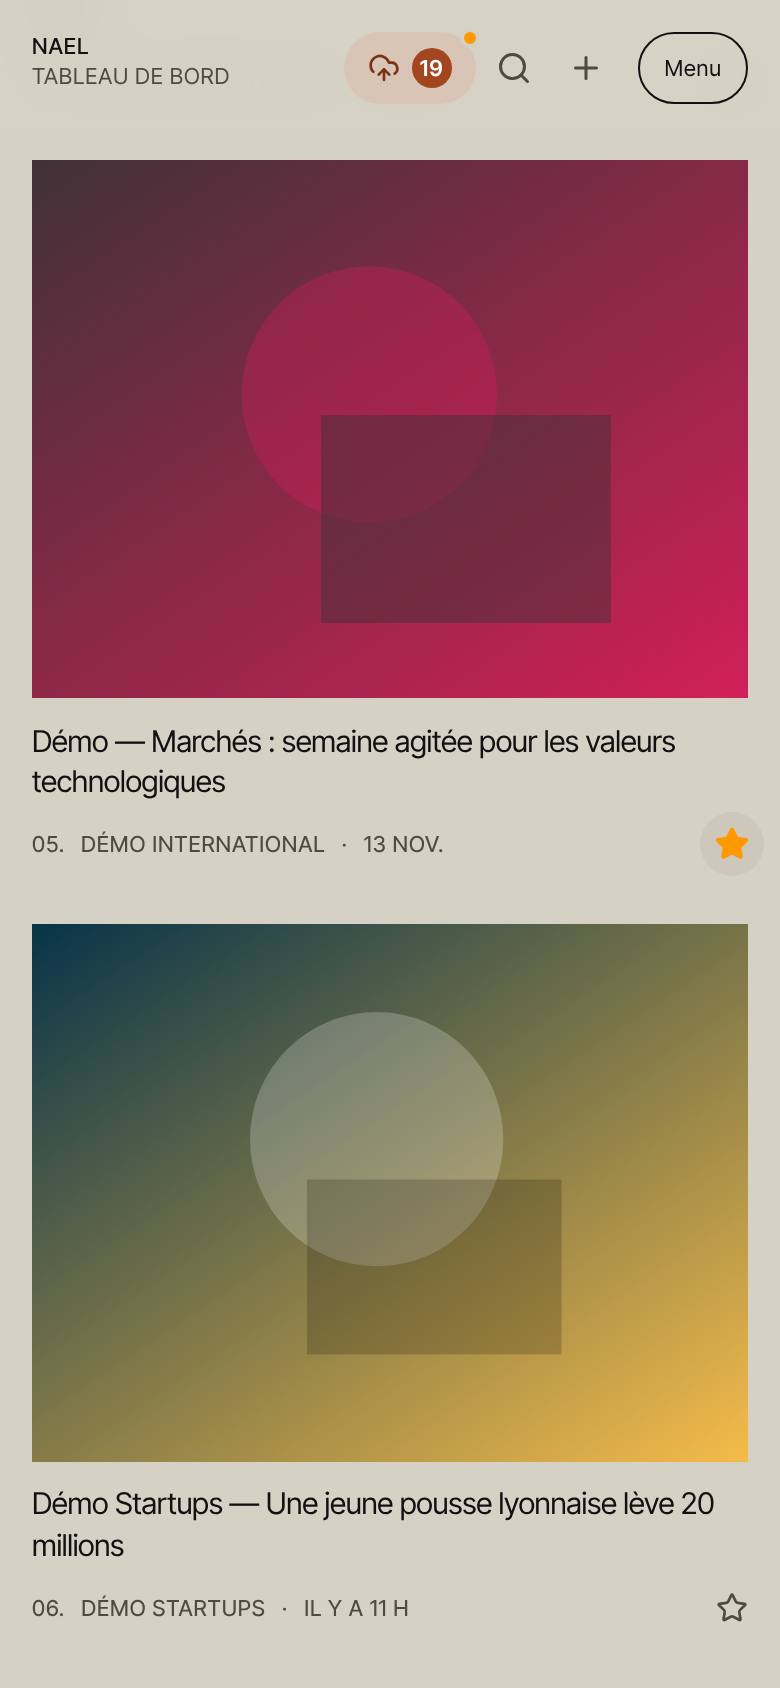 NAEL
TABLEAU DE BORD
19
Menu
Démo — Marchés : semaine agitée pour les valeurs
technologiques
05. DÉMO INTERNATIONAL · 13 NOV.
Démo Startups — Une jeune pousse lyonnaise lève 20
millions
06. DÉMO STARTUPS · IL Y A 11 H